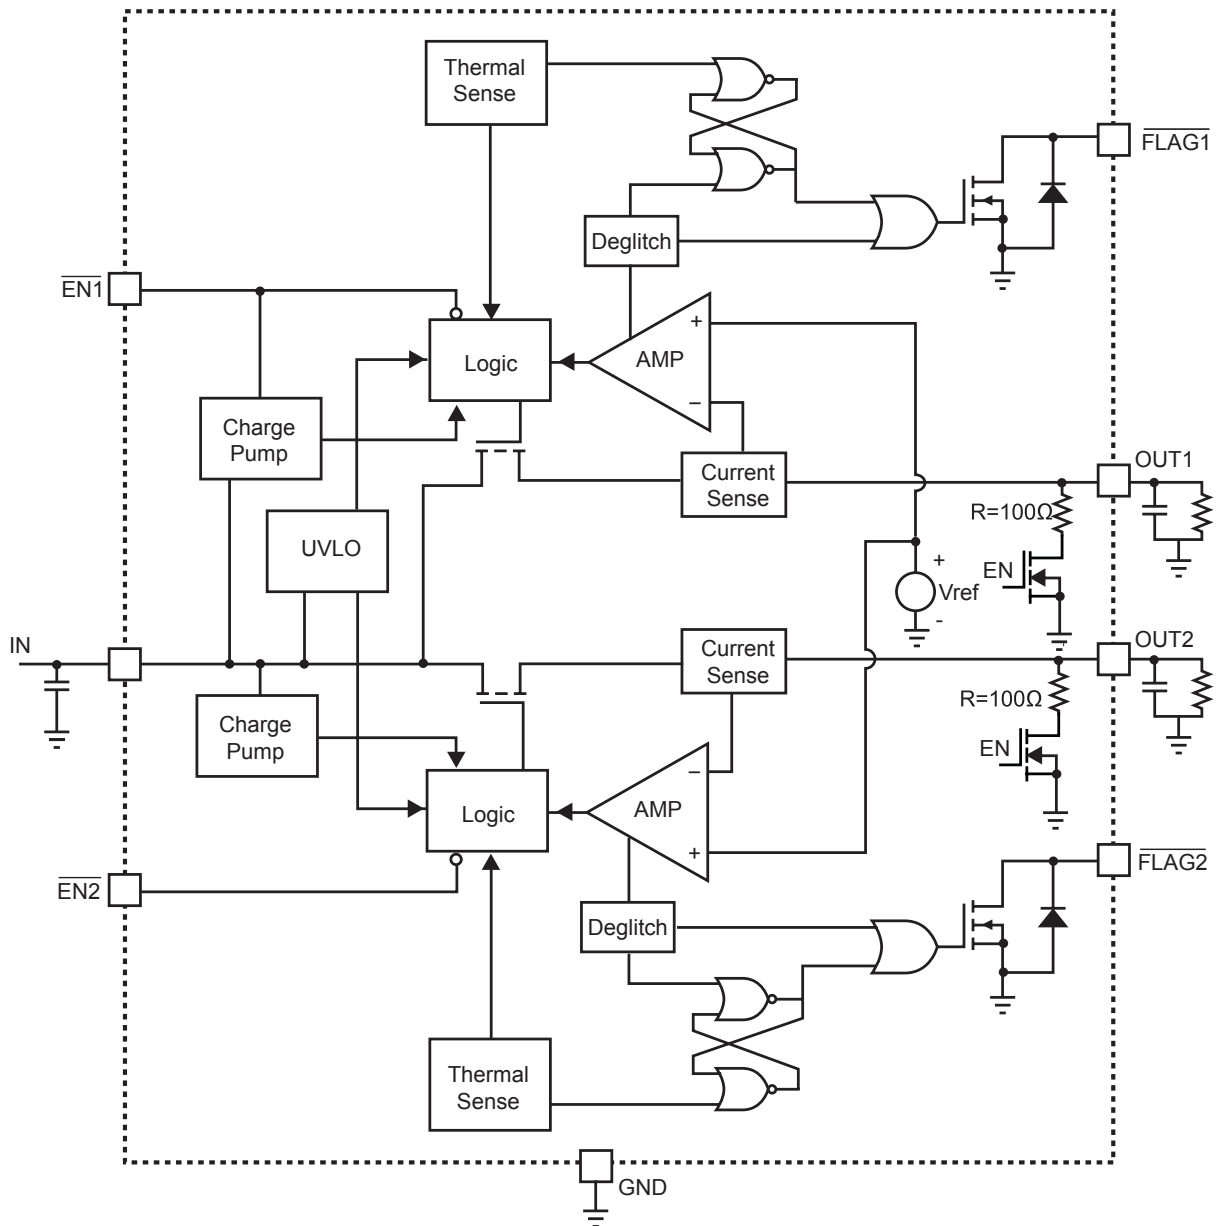 Thermal
Sense
FLAG1
Deglitch
EN1
+
AMP
Logic
−
Charge
Pump
Current
Sense
OUT1
R=100Ω
UVLO
EN
+
Vref
-
IN
OUT2
Current
Sense
R=100Ω
Charge
Pump
EN
−
AMP
Logic
+
FLAG2
EN2
Deglitch
Thermal
Sense
GND